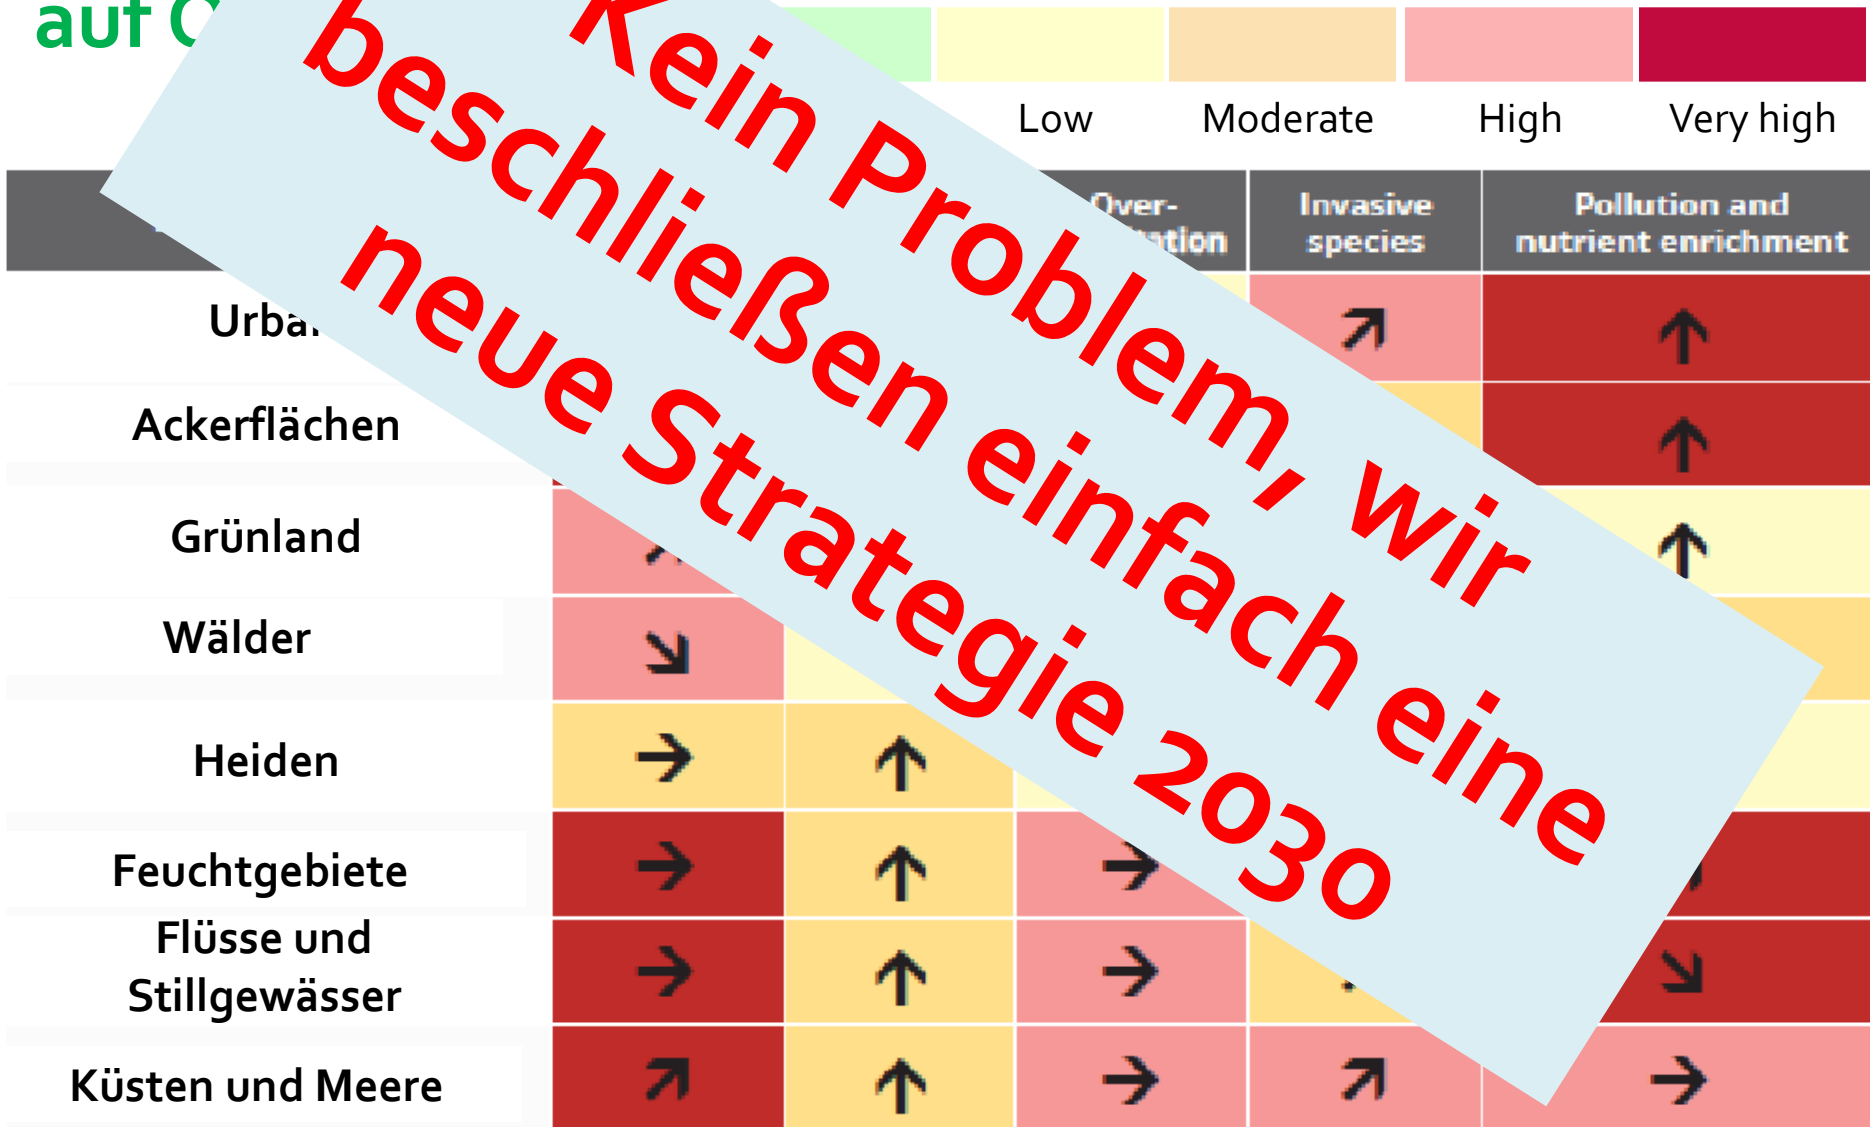 auf
Low
Moderate
High
Very high
Over-
Invasive
species
Pollution and
nutrient enrichment
Ackerflächen
Grünland
Wälder
Heiden
Feuchtgebiete
Flüsse und
Stillgewässer
Küsten und Meere
Kein Problem, wir
beschließen einfach eine
neue Strategie 2030